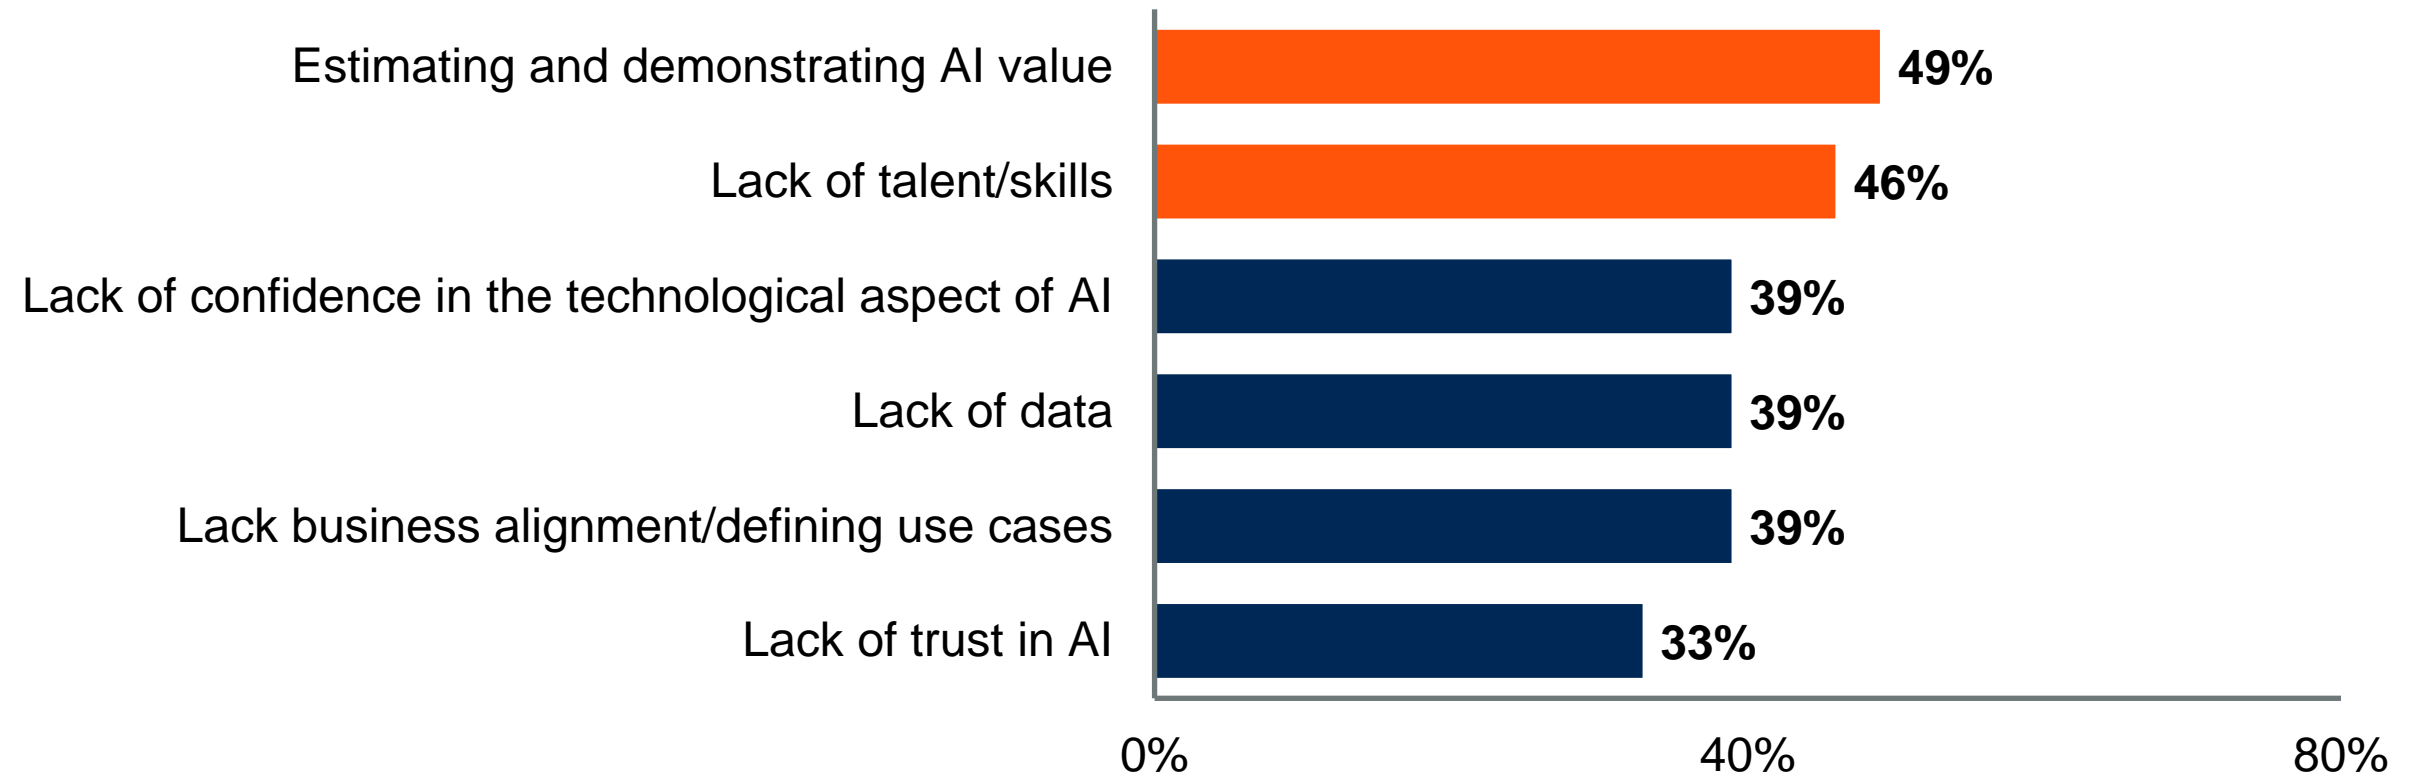 Estimating and demonstrating AI value 49%
Lack of talent/skills 46%
Lack of confidence in the technological aspect of AI 39%
Lack of data 39%
Lack business alignment/defining use cases 39%
Lack of trust in AI 33%
0% 40% 80%